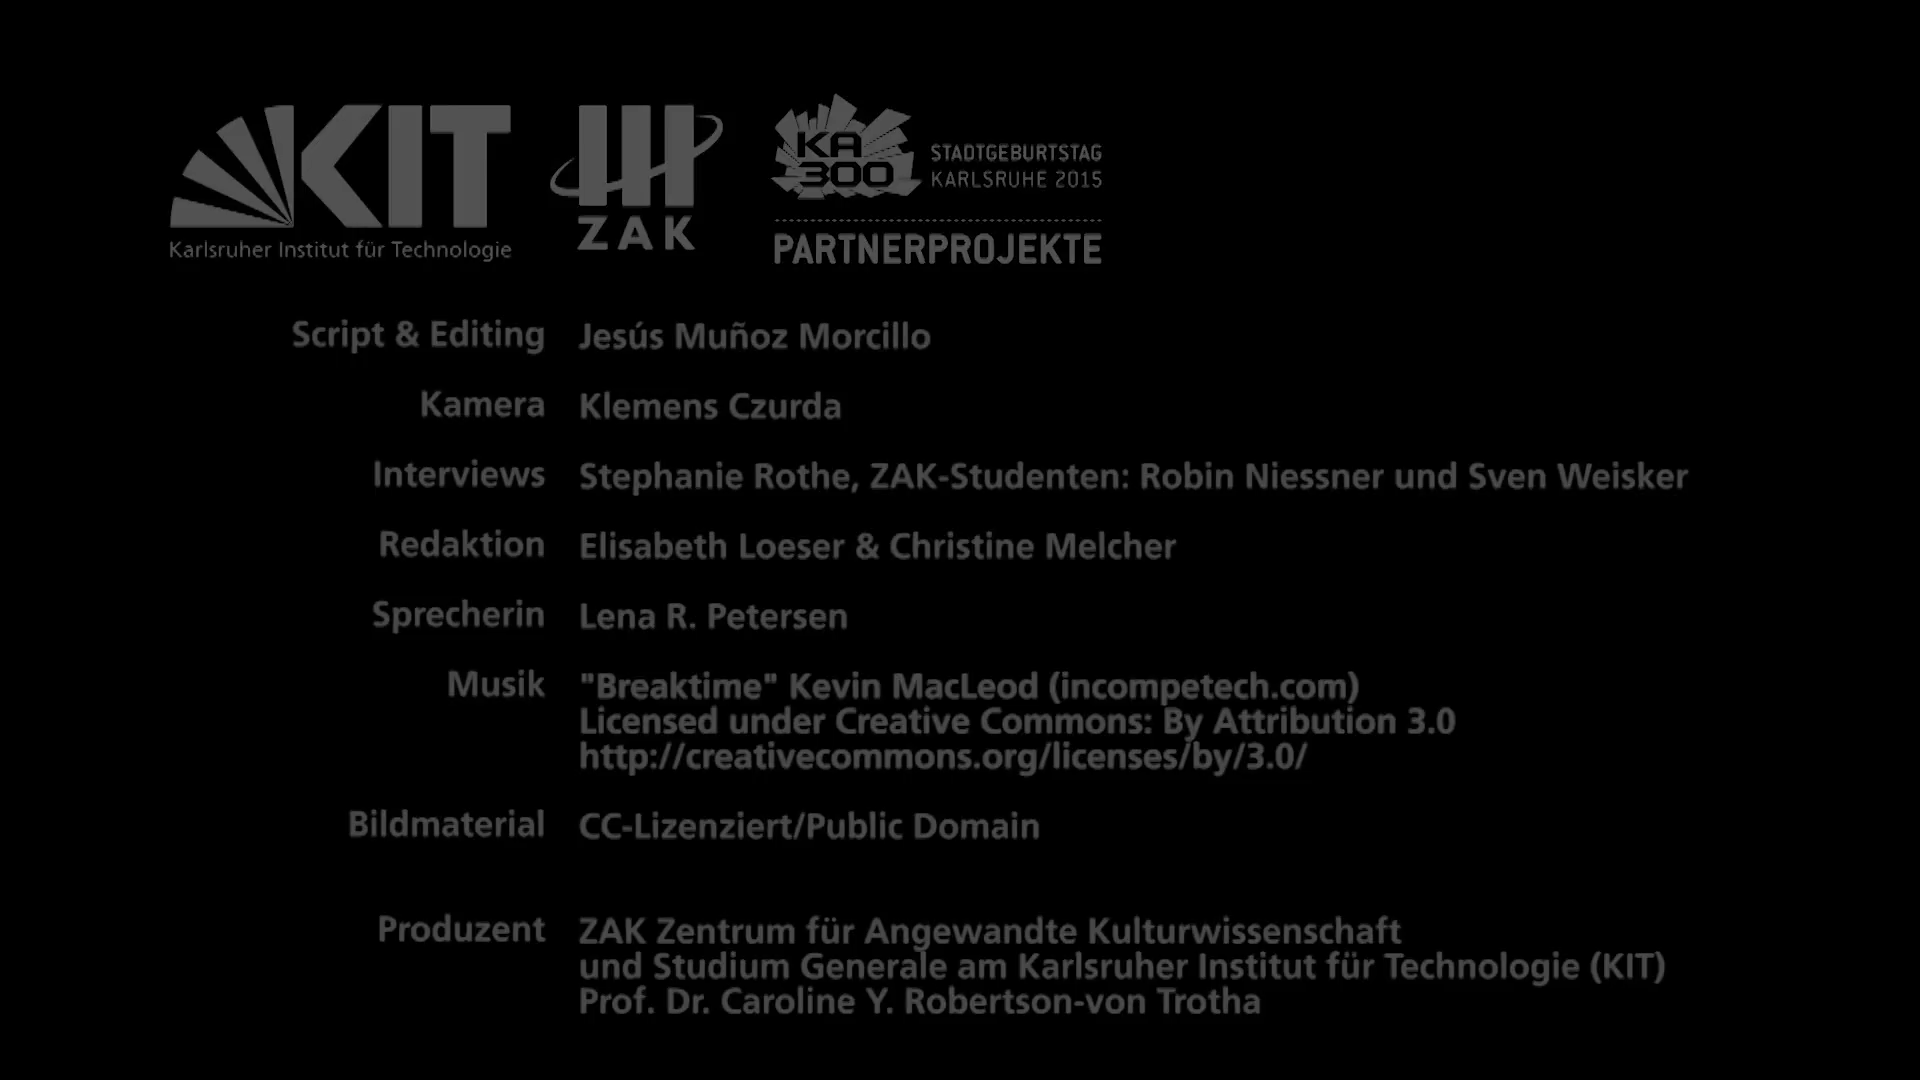 KIT
Karlsruher Institut für Technologie
ZAK
KA
300
STADTGEBURTSTAG
KARLSRUHE 2015
PARTNERPROJEKTE
Script & Editing Jesús Muñoz Morcillo
Kamera Klemens Czurda
Interviews Stephanie Rothe, ZAK-Studenten: Robin Niessner und Sven Weisker
Redaktion Elisabeth Loeser & Christine Melcher
Sprecherin Lena R. Petersen
Musik "Breaktime" Kevin MacLeod (incompetech.com)
Licensed under Creative Commons: By Attribution 3.0
http://creativecommons.org/licenses/by/3.0/
Bildmaterial CC-Lizenziert/Public Domain
Produzent ZAK Zentrum für Angewandte Kulturwissenschaft
und Studium Generale am Karlsruher Institut für Technologie (KIT)
Prof. Dr. Caroline Y. Robertson-von Trotha